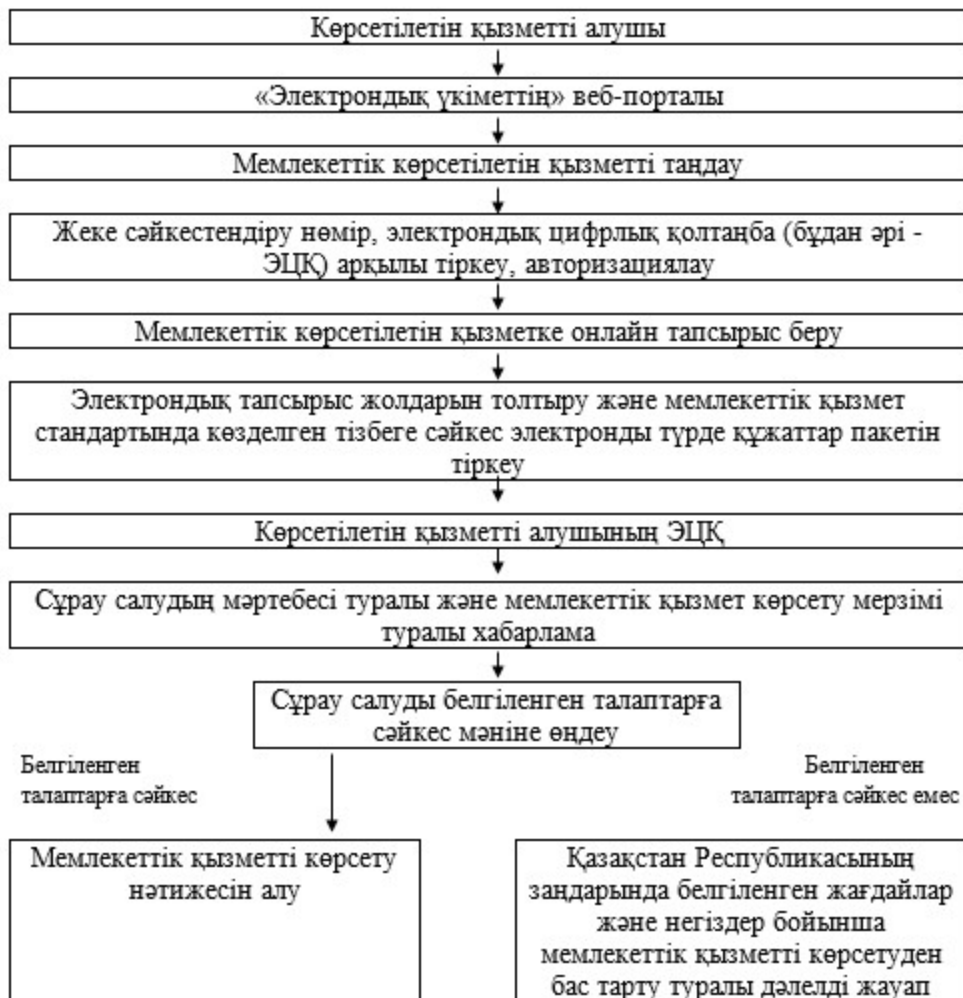 Көрсетілетін қызметті алушы
«Электрондық үкіметтің» веб-порталы
Мемлекеттік көрсетілетін қызметті таңдау
Жеке сәйкестендіру нөмір, электрондық цифрлық қолтаңба (бұдан әрі -
ЭЦҚ) арқылы тіркеу, авторизациялау
Мемлекеттік көрсетілетін қызметке онлайн тапсырыс беру
Электрондық тапсырыс жолдарын толтыру және мемлекеттік қызмет
стандартында көзделген тізбеге сәйкес электронды түрде құжаттар пакетін
тіркеу
Көрсетілетін қызметті алушының ЭЦҚ
Сұрау салудың мәртебесі туралы және мемлекеттік қызмет көрсету мерзімі
туралы хабарлама
Сұрау салуды белгіленген талаптарға
сәйкес мәніне өңдеу
Белгіленген
талаптарға сәйкес
Белгіленген
талаптарға сәйкес емес
Мемлекеттік қызметті көрсету
нәтижесін алу
Қазақстан Республикасының
заңдарында белгіленген жағдайлар
және негіздер бойынша
мемлекеттік қызметті көрсетуден
бас тарту туралы дәлелді жауап